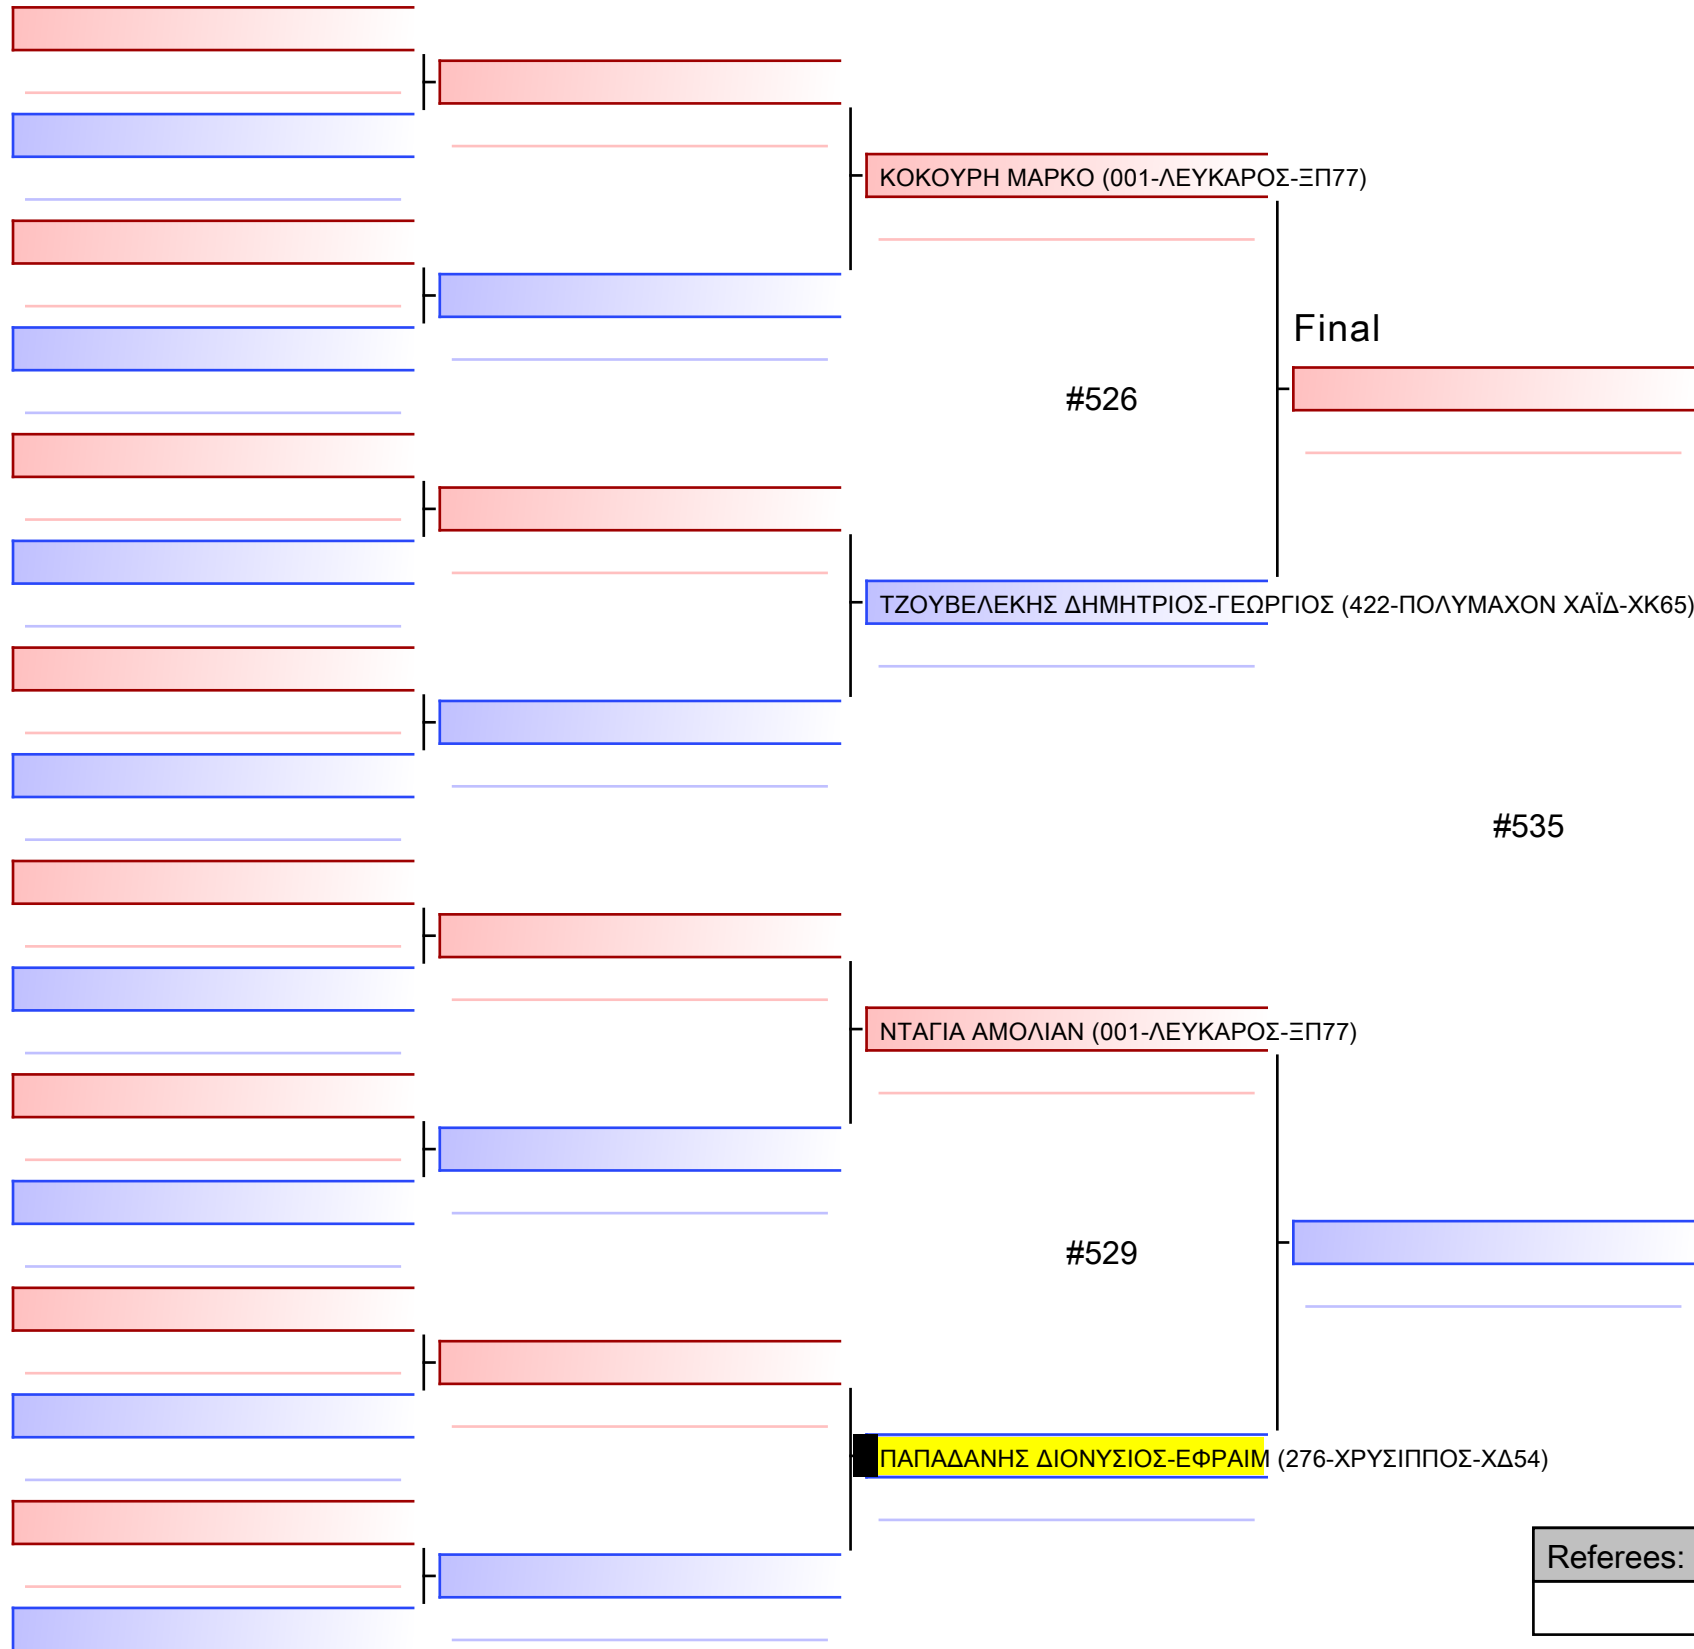 ΚΟΚΟΥΡΗ ΜΑΡΚΟ (001-ΛΕΥΚΑΡΟΣ-ΞΠ77)
Final
#526
ΤΖΟΥΒΕΛΕΚΗΣ ΔΗΜΗΤΡΙΟΣ-ΓΕΩΡΓΙΟΣ (422-ΠΟΛΥΜΑΧΟΝ ΧΑΪΔ-ΧΚ65)
#535
ΝΤΑΓΙΑ ΑΜΟΛΙΑΝ (001-ΛΕΥΚΑΡΟΣ-ΞΠ77)
#529
ΠΑΠΑΔΑΝΗΣ ΔΙΟΝΥΣΙΟΣ-ΕΦΡΑΙΜ (276-ΧΡΥΣΙΠΠΟΣ-ΧΔ54)
Referees: